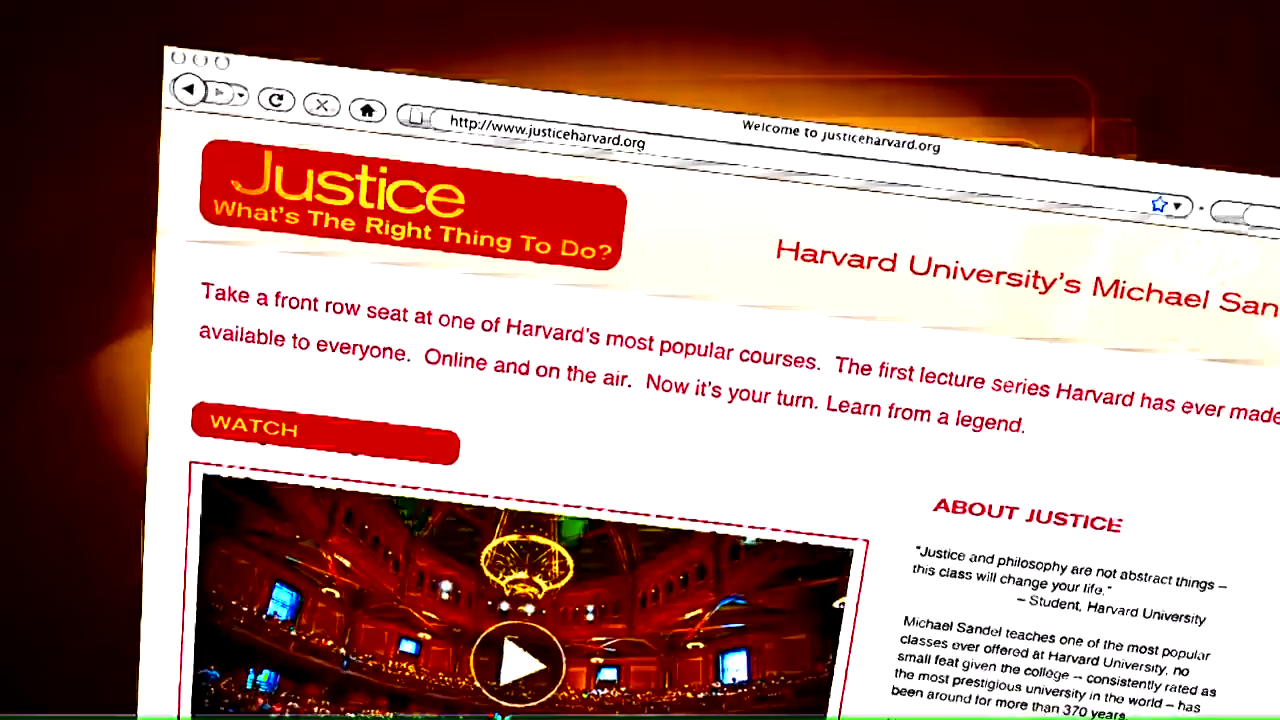 Welcome to justiceharvard.org
http://www.justiceharvard.org
Justice
What's The Right Thing To Do?
Harvard University's Michael San
Take a front row seat at one of Harvard's most popular courses. The first lecture series Harvard has ever made
available to everyone. Online and on the air. Now it's your turn. Learn from a legend.
WATCH
ABOUT JUSTICE
"Justice and philosophy are not abstract things –
this class will change your life."
– Student, Harvard University
Michael Sandel teaches one of the most popular
classes ever offered at Harvard University, no
small feat given the college -- consistently rated as
the most prestigious university in the world – has
been around for more than 370 years.